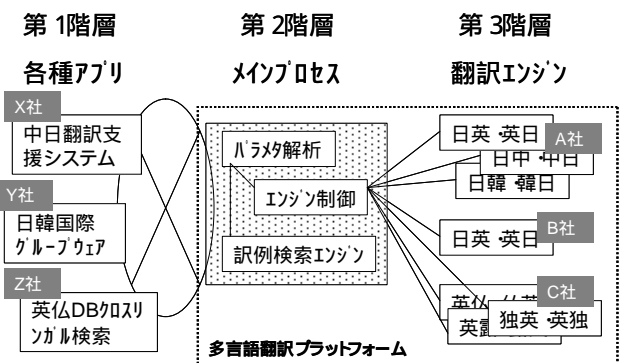 第1階層
各種アプリ
第2階層
ﾒｲﾝﾌﾟﾛｾｽ
第3階層
翻訳ｴﾝｼﾞﾝ
X社
中日翻訳支
援システム
Y社
日韓国際
ｸﾞﾙｰﾌﾟｳｪｱ
Z社
英仏DBｸﾛｽﾘ
ﾝｶﾞﾙ検索
ﾊﾟﾗﾒﾀ解析
ｴﾝｼﾞﾝ制御
訳例検索ｴﾝｼﾞﾝ
日英・英日
A社
日中・中日
日韓・韓日
日英・英日
B社
C社
英仏
英露
独英・英独
多言語翻訳プラットフォーム